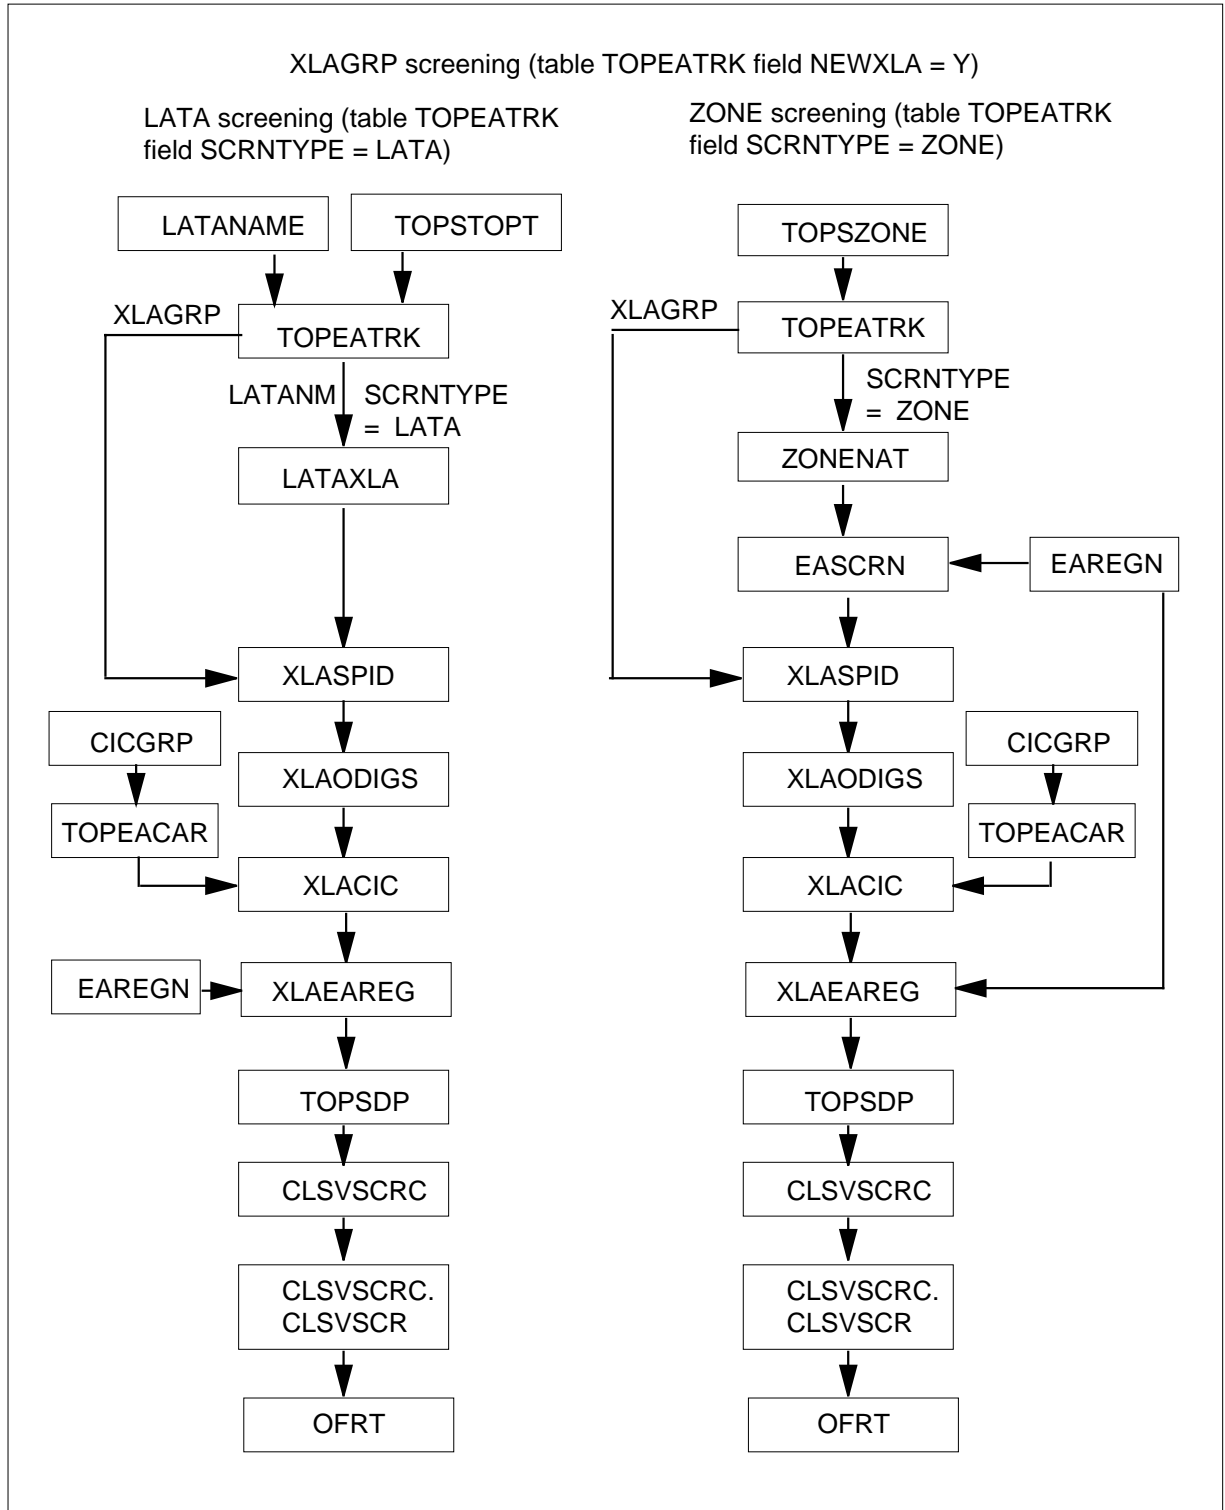 XLAGRP screening (table TOPEATRK field NEWXLA = Y)
LATA screening (table TOPEATRK
field SCRNTYPE = LATA)
LATANAME
TOPSTOPT
XLAGRP
TOPEATRK
LATANM
SCRNTYPE
= LATA
LATAXLA
XLASPID
CICGRP
XLAODIGS
TOPEACAR
XLACIC
EAREGN
XLAEAREG
TOPSDP
CLSVSCRC
CLSVSCRC.
CLSVSCR
OFRT
ZONE screening (table TOPEATRK
field SCRNTYPE = ZONE)
TOPSZONE
XLAGRP
TOPEATRK
SCRNTYPE
= ZONE
ZONENAT
EASCRN
EAREGN
XLASPID
CICGRP
XLAODIGS
TOPEACAR
XLACIC
XLAEAREG
TOPSDP
CLSVSCRC
CLSVSCRC.
CLSVSCR
OFRT